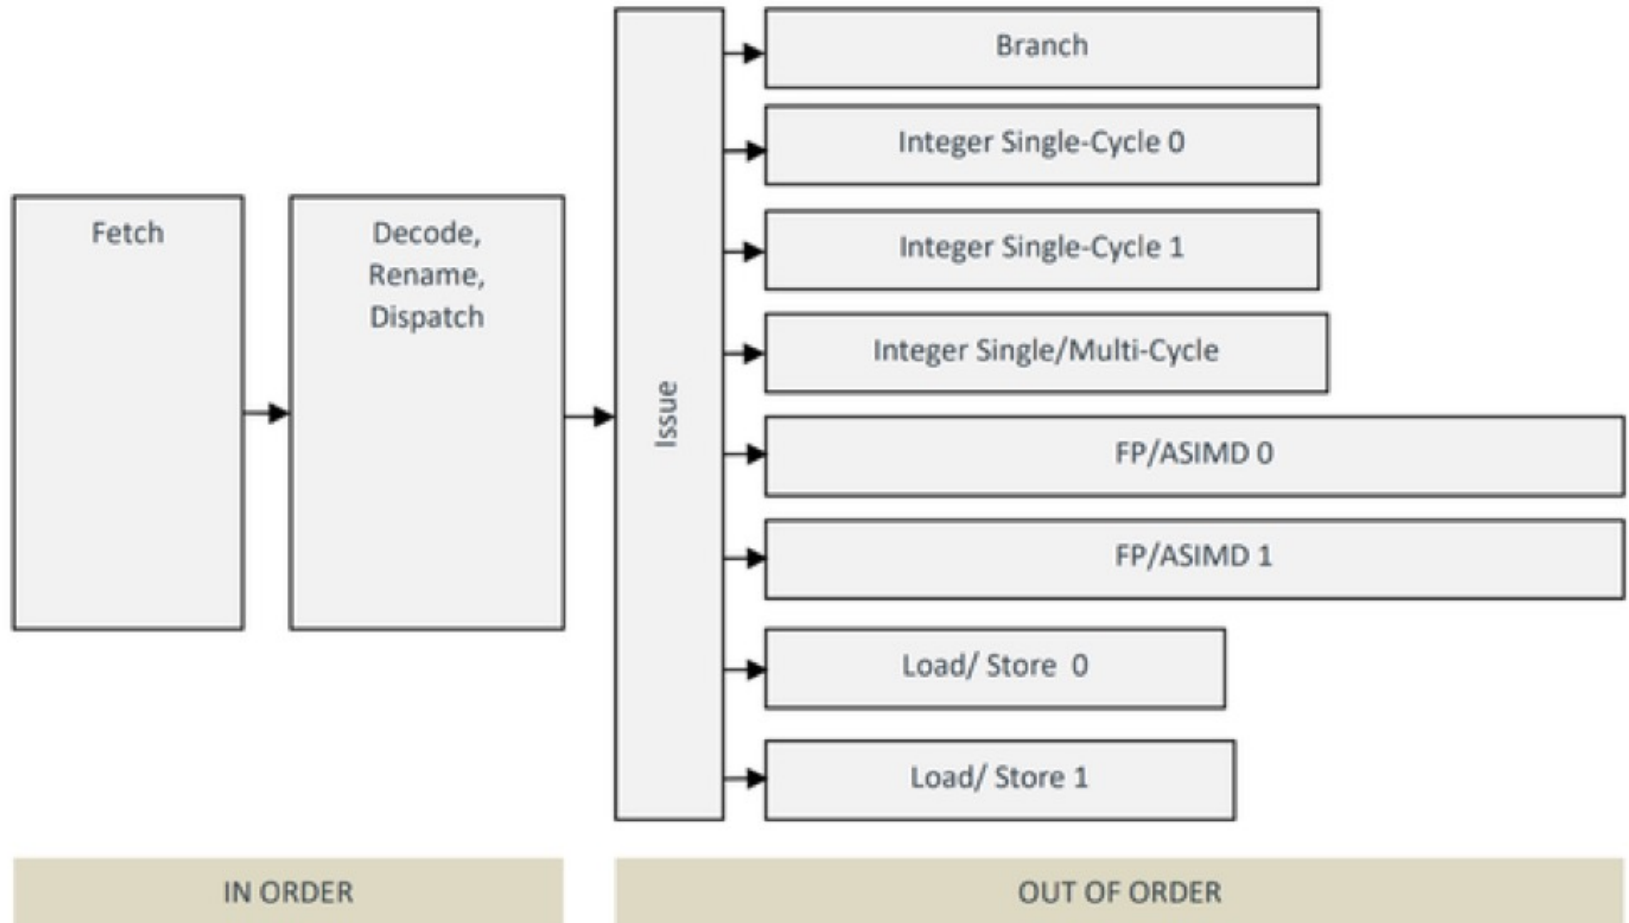 Fetch
Decode,
Rename,
Dispatch
Issue
Branch
Integer Single-Cycle 0
Integer Single-Cycle 1
Integer Single/Multi-Cycle
FP/ASIMD 0
FP/ASIMD 1
Load/ Store  0
Load/ Store 1
IN ORDER
OUT OF ORDER